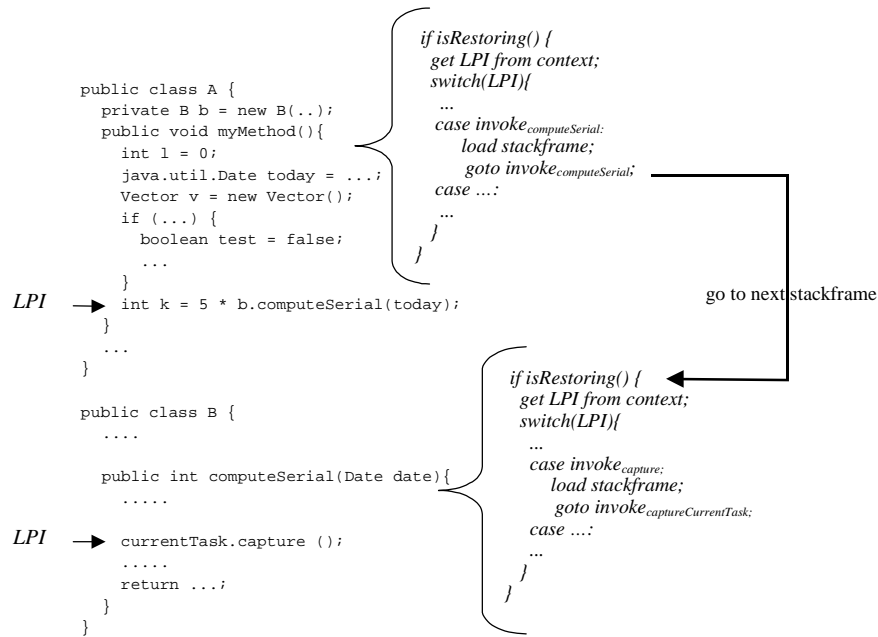 public class A {
private B b = new B(..);
public void myMethod(){
int l = 0;
java.util.Date today = ...;
Vector v = new Vector();
if (...) {
boolean test = false;
...
}
LPI
int k = 5 * b.computeSerial(today);
}
...
}
if isRestoring() {
get LPI from context;
switch(LPI){
...
case invokecomputeSerial:
load stackframe;
goto invokecomputeSerial;
case ...:
...
}
}
go to next stackframe
public class B {
....
public int computeSerial(Date date){
.....
LPI
currentTask.capture ();
.....
return ...;
}
}
if isRestoring() {
get LPI from context;
switch(LPI){
...
case invokecapture;
load stackframe;
goto invokecaptureCurrentTask;
case ...:
...
}
}